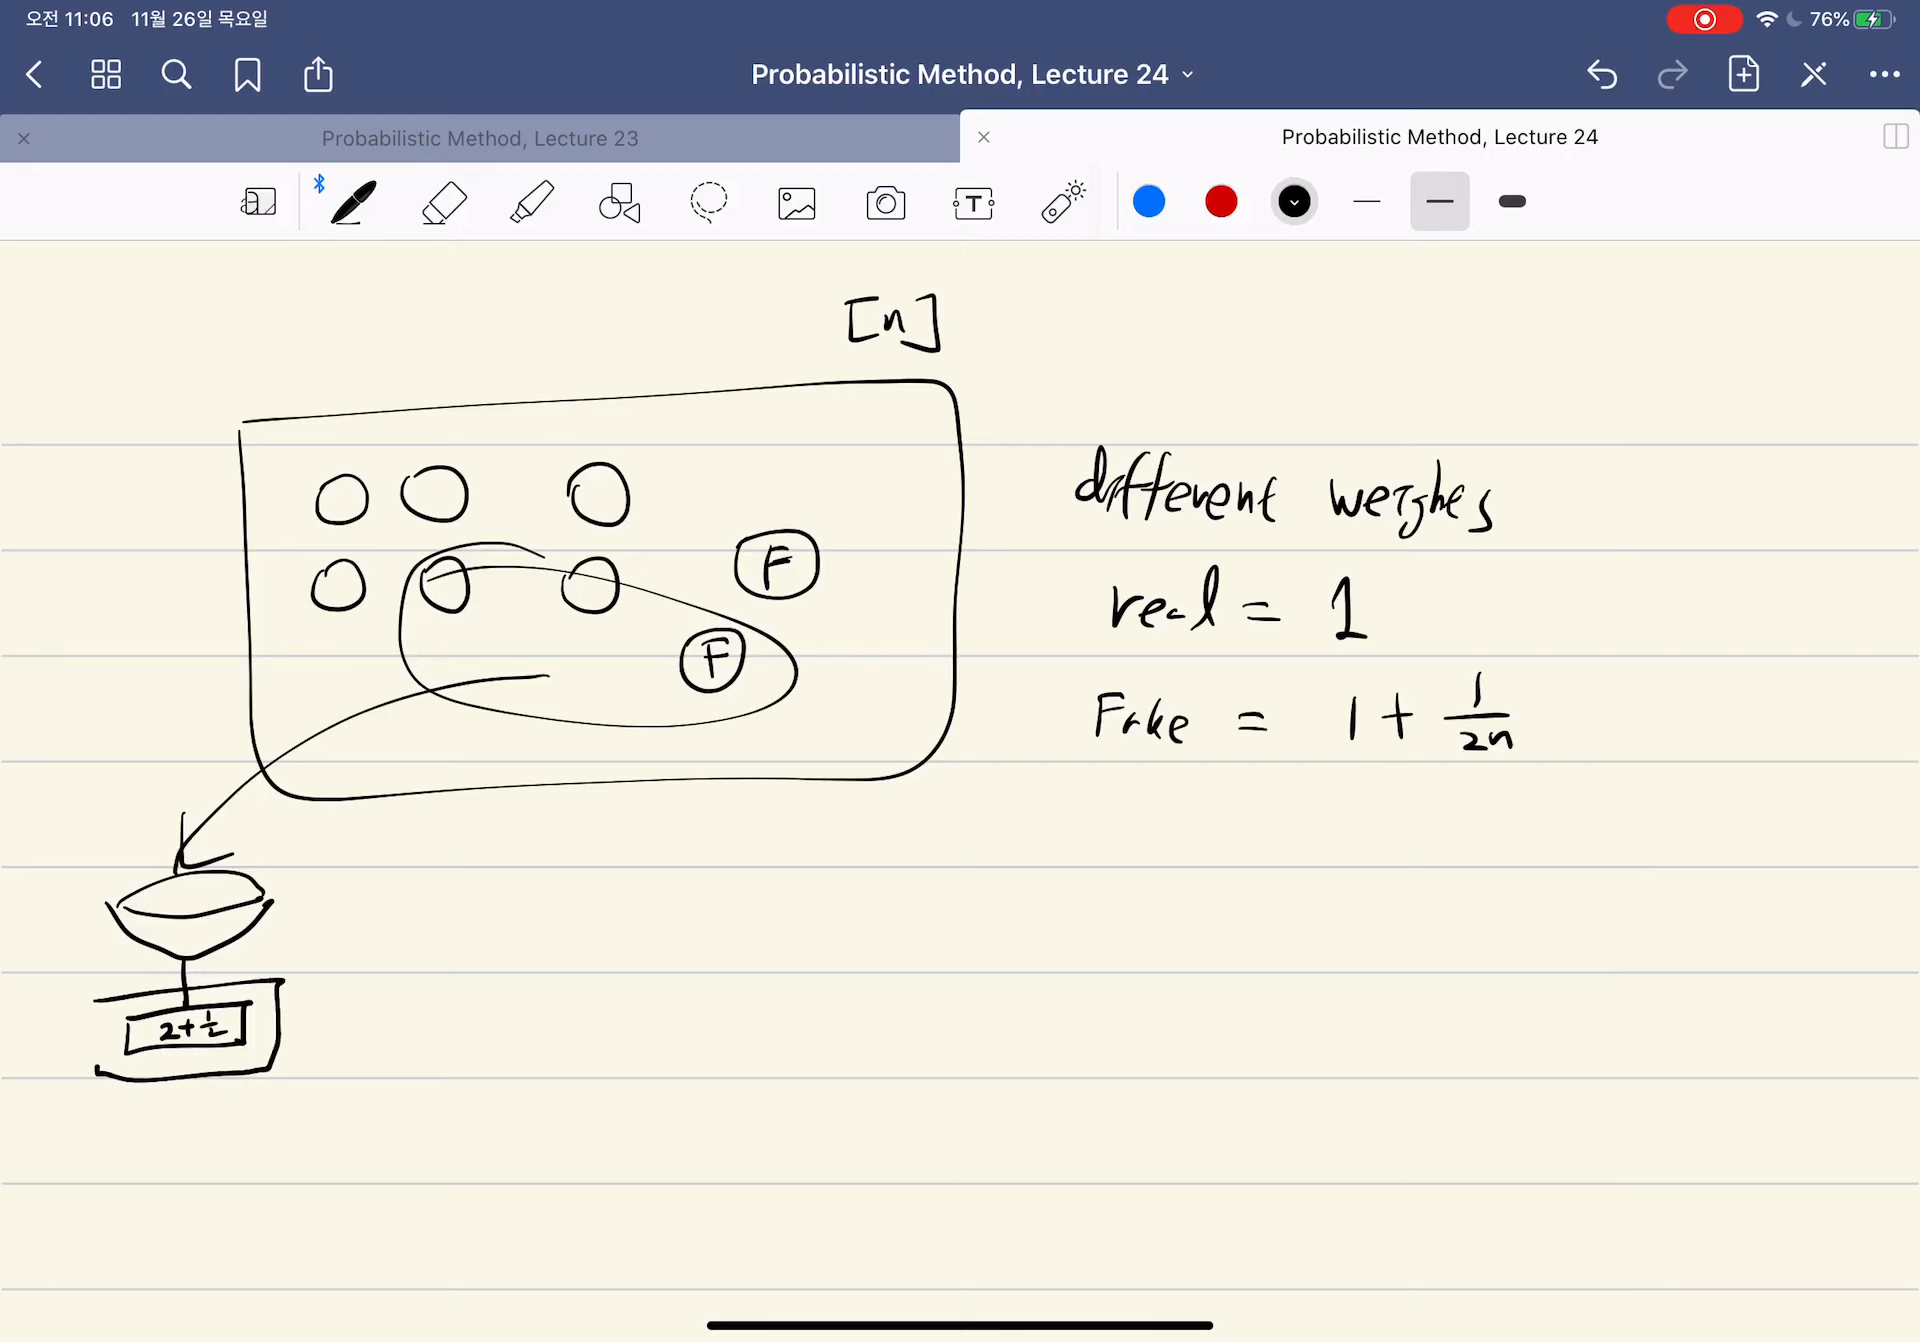 오전 11:06 11월 26일 목요일
76%
Probabilistic Method, Lecture 24
Probabilistic Method, Lecture 23
Probabilistic Method, Lecture 24
[n]
different weighes
real = 1
F
Fake = 1 + 1/2n
F
2+1/2